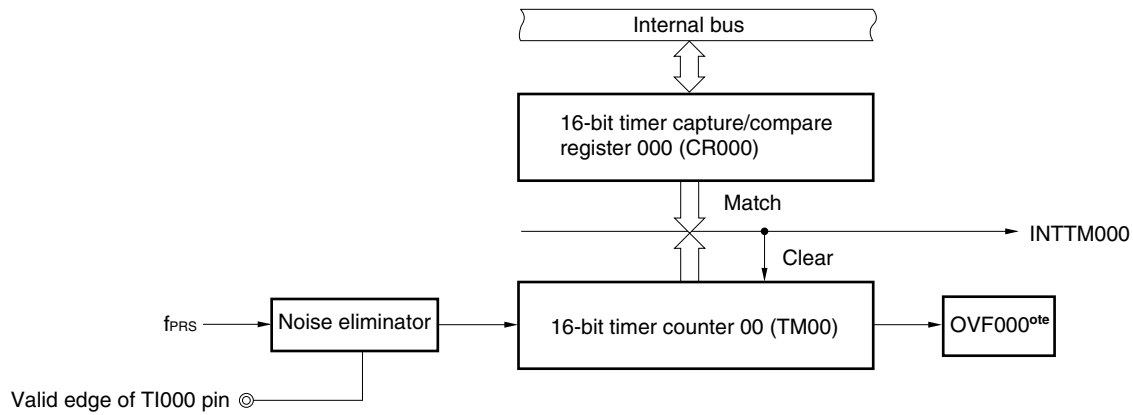 Internal bus
16-bit timer capture/compare
register 000 (CR000)
Match
INTTM000
Clear
fPRS
Noise eliminator
16-bit timer counter 00 (TM00)
OVF000ote
Valid edge of TI000 pin